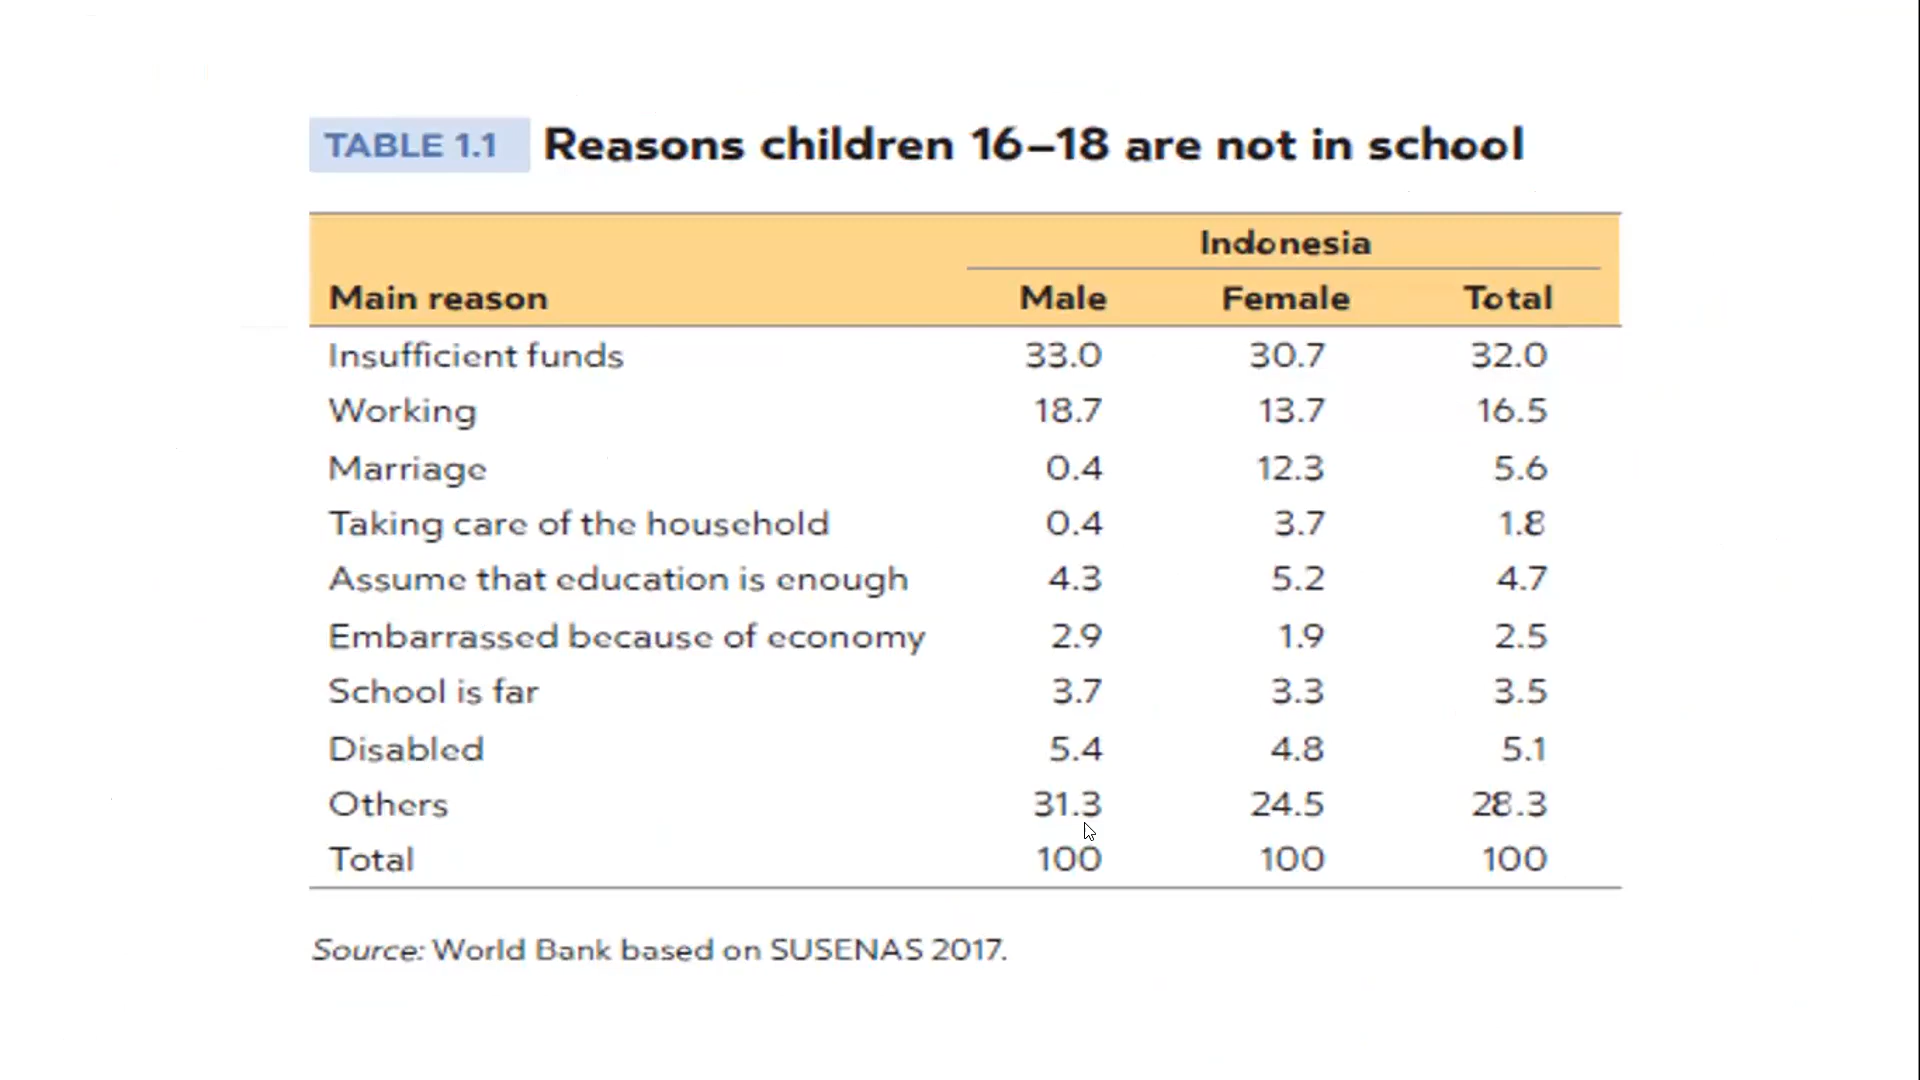 TABLE 1.1 Reasons children 16–18 are not in school
Indonesia
Main reason Male Female Total
Insufficient funds 33.0 30.7 32.0
Working 18.7 13.7 16.5
Marriage 0.4 12.3 5.6
Taking care of the household 0.4 3.7 1.8
Assume that education is enough 4.3 5.2 4.7
Embarrassed because of economy 2.9 1.9 2.5
School is far 3.7 3.3 3.5
Disabled 5.4 4.8 5.1
Others 31.3 24.5 28.3
Total 100 100 100
Source: World Bank based on SUSENAS 2017.